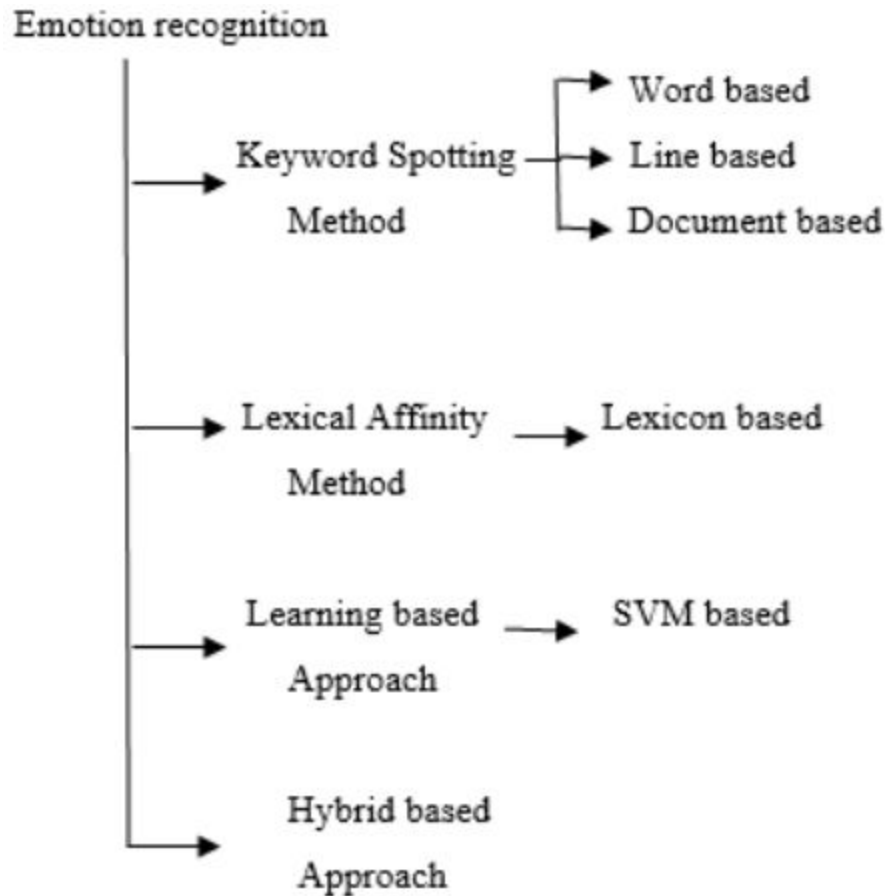 Emotion recognition
Word based
Keyword Spotting
Line based
Method
Document based
Lexical Affinity
Lexicon based
Method
Learning based
SVM based
Approach
Hybrid based
Approach